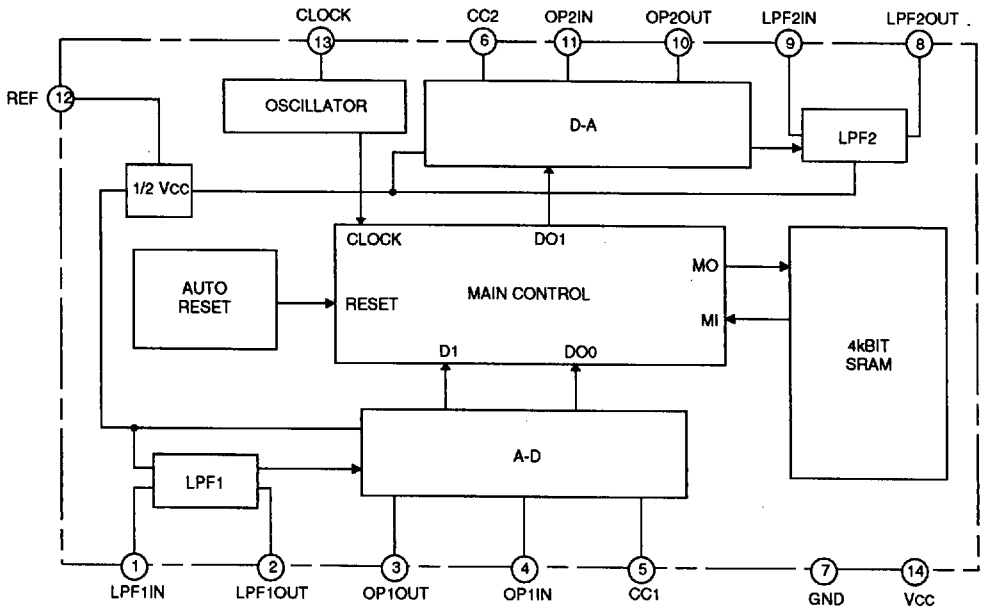 CLOCK
CC2
OP2IN
OP2OUT
LPF2IN
LPF2OUT
13
6
11
10
9
8
REF
12
OSCILLATOR
D-A
LPF2
1/2 VCC
CLOCK
DO1
AUTO
RESET
RESET
MAIN CONTROL
MO
MI
4kBIT
SRAM
D1
DO0
A-D
LPF1
1
2
3
4
5
7
14
LPF1IN
LPF1OUT
OP1OUT
OP1IN
CC1
GND
VCC